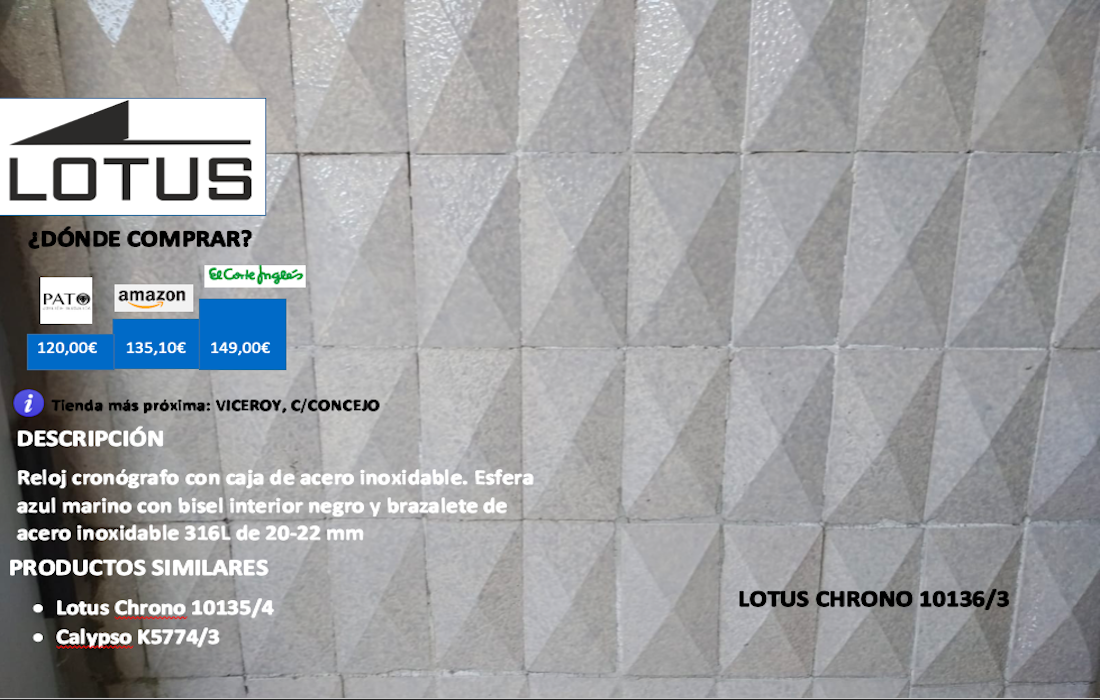 LOTUS
¿DÓNDE COMPRAR?
PATO
amazon
El Corte Inglés
120,00€
135,10€
149,00€
i
Tienda más próxima: VICEROY, C/CONCEJO
DESCRIPCIÓN
Reloj cronógrafo con caja de acero inoxidable. Esfera
azul marino con bisel interior negro y brazalete de
acero inoxidable 316L de 20-22 mm
PRODUCTOS SIMILARES
• Lotus Chrono 10135/4
• Calypso K5774/3
LOTUS CHRONO 10136/3